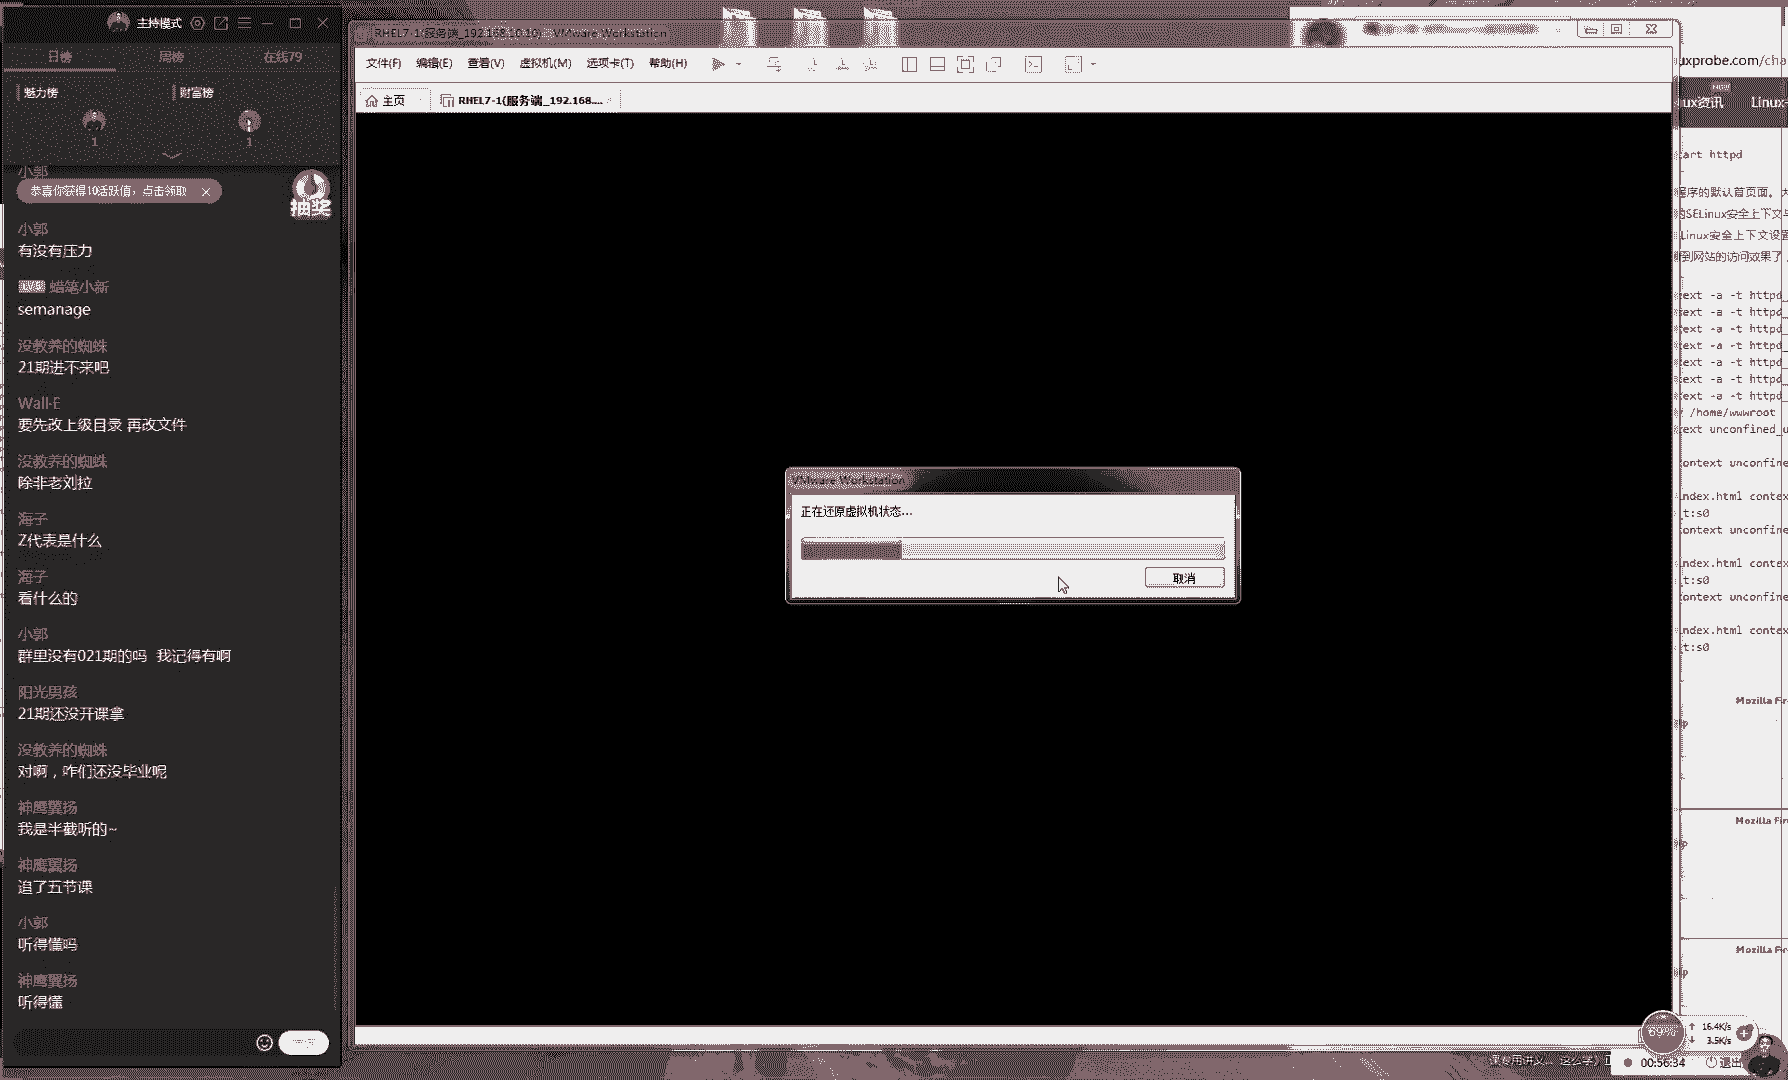 主持模式
日榜
周榜
在线79
魅力榜
财富榜
1
1
小郭
恭喜你获得10活跃值，点击领取
抽奖
小郭
有没有压力
蜡笔小新
semanage
没教养的蜘蛛
21期进不来吧
Wall-E
要先改上级目录 再改文件
没教养的蜘蛛
除非老刘拉
海子
Z代表是什么
海子
看什么的
小郭
群里没有021期的吗 我记得有啊
阳光男孩
21期还没开课拿
没教养的蜘蛛
对啊，咋们还没毕业呢
神鹰翼扬
我是半截听的~
神鹰翼扬
追了五节课
小郭
听得懂吗
神鹰翼扬
听得懂
RHEL7-1(服务端_192.168.10.10) - VMware Workstation
文件(F) 编辑(E) 查看(V) 虚拟机(M) 选项卡(T) 帮助(H)
主页
RHEL7-1(服务端_192.168....
VMware Workstation
正在还原虚拟机状态...
取消
uxprobe.com/cha
NEW
ux资讯
Linux
art httpd
程序的默认首页面。
的SELinux安全上下文
Linux安全上下文设置
到网站的访问效果了
ext -a -t httpd_
ext -a -t httpd_
ext -a -t httpd_
ext -a -t httpd_
ext -a -t httpd_
ext -a -t httpd_
ext -a -t httpd_
/home/wwwroot
ext unconfined_u
ontext unconfine
index.html contex
t:s0
ontext unconfine
index.html contex
t:s0
ontext unconfine
index.html contex
t:s0
Mozilla Fir
Mozilla Fir
Mozilla Fir
69%
16.4K/s
3.5K/s
00:56:34
退出